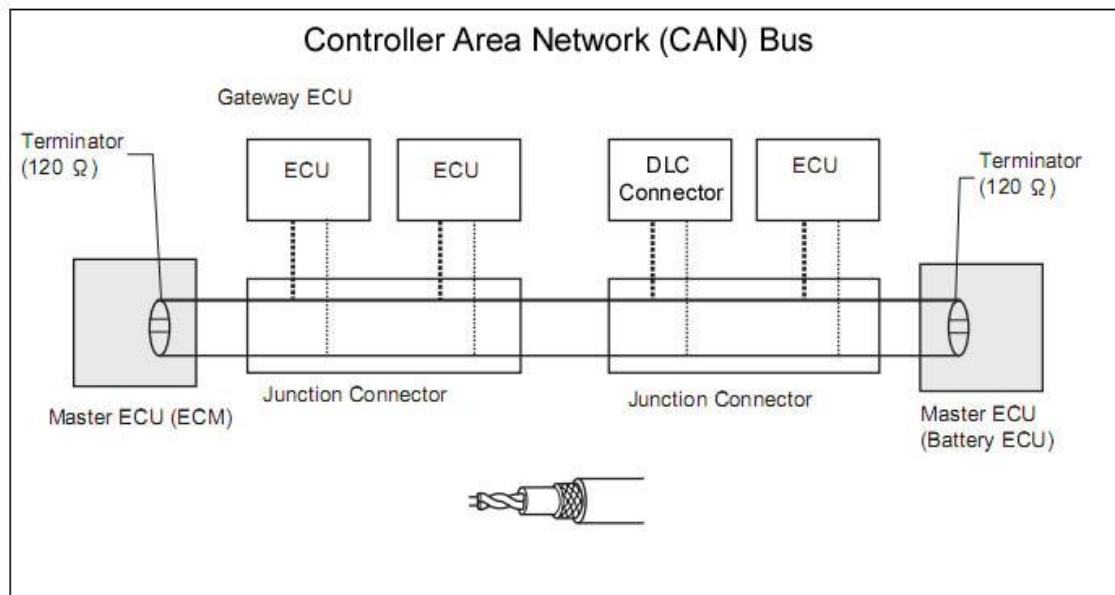 Controller Area Network (CAN) Bus
Gateway ECU
Terminator
(120 Ω)
ECU
ECU
DLC
Connector
ECU
Terminator
(120 Ω)
Junction Connector
Junction Connector
Master ECU (ECM)
Master ECU
(Battery ECU)